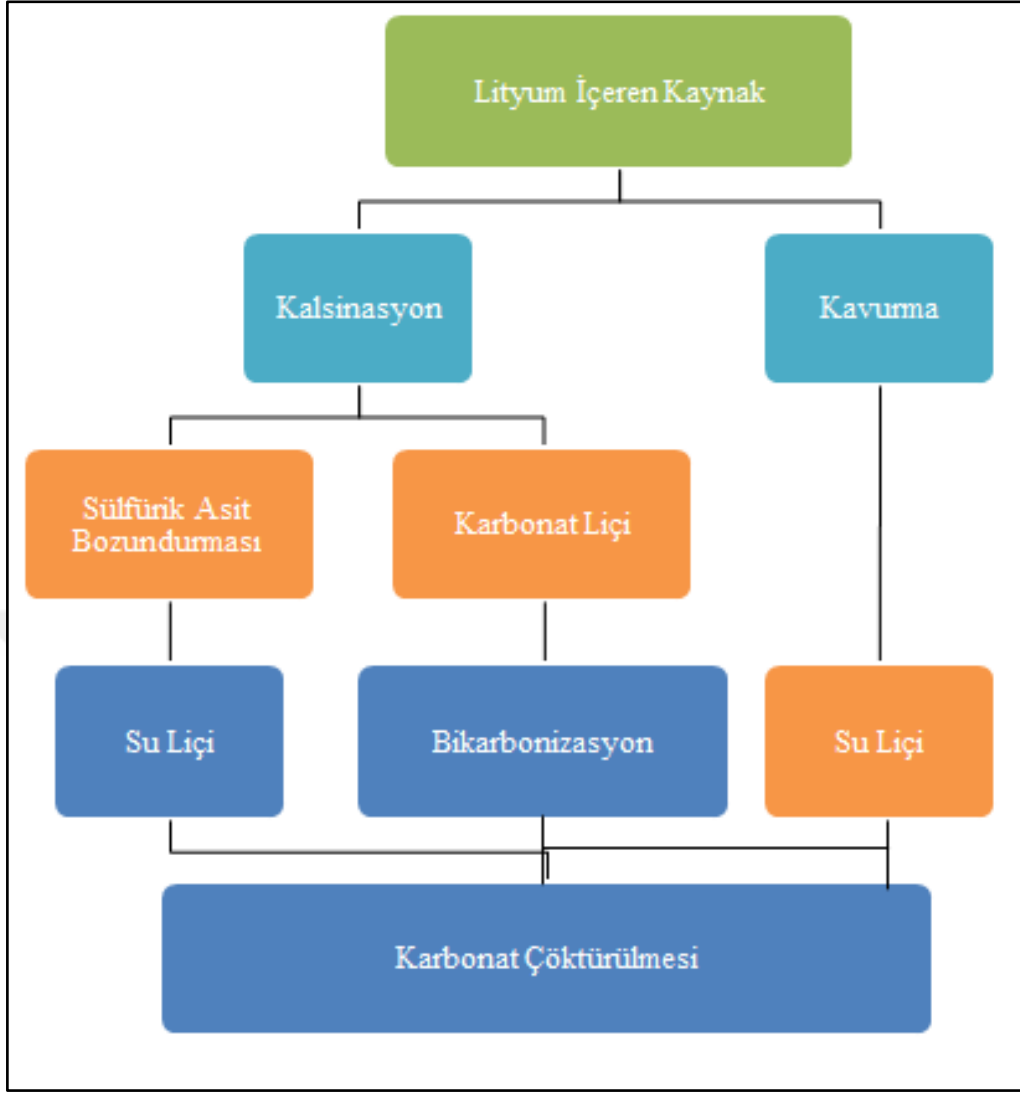 Lityum İçeren Kaynak
Kalsinasyon
Kavurma
Sülfürik Asit
Bozundurması
Karbonat Liçi
Su Liçi
Bikarbonizasyon
Su Liçi
Karbonat Çöktürülmesi